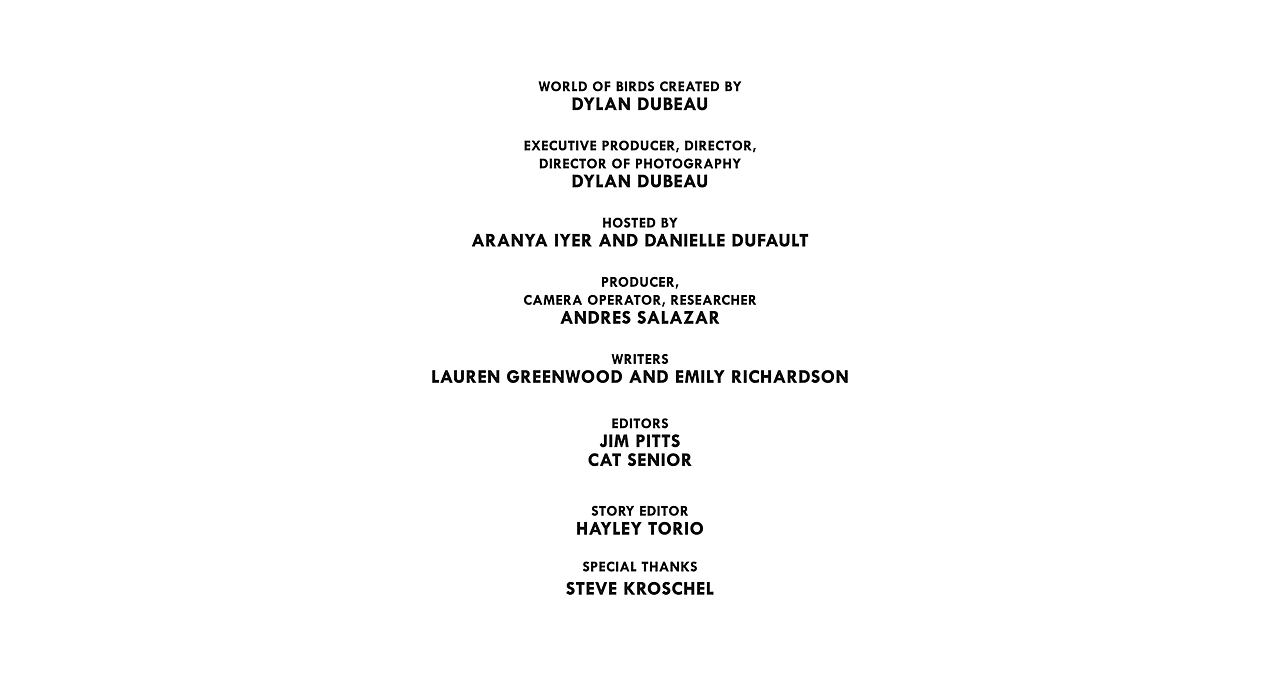 WORLD OF BIRDS CREATED BY
DYLAN DUBEAU
EXECUTIVE PRODUCER, DIRECTOR,
DIRECTOR OF PHOTOGRAPHY
DYLAN DUBEAU
HOSTED BY
ARANYA IYER AND DANIELLE DUFAULT
PRODUCER,
CAMERA OPERATOR, RESEARCHER
ANDRES SALAZAR
WRITERS
LAUREN GREENWOOD AND EMILY RICHARDSON
EDITORS
JIM PITTS
CAT SENIOR
STORY EDITOR
HAYLEY TORIO
SPECIAL THANKS
STEVE KROSCHEL